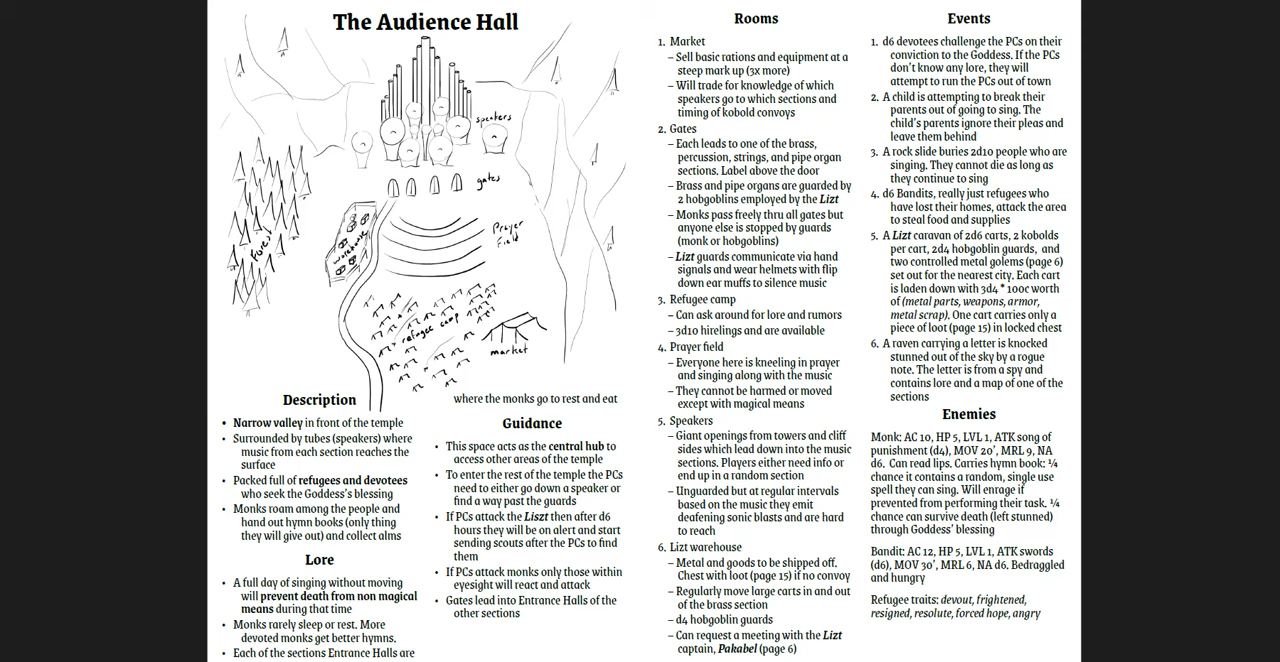 The Audience Hall
speakers
gates
Prayer
field
Forest
warehouse
refugee camp
market
Description
• Narrow valley in front of the temple
• Surrounded by tubes (speakers) where
music from each section reaches the
surface
• Packed full of refugees and devotees
who seek the Goddess's blessing
• Monks roam among the people and
hand out hymn books (only thing
they will give out) and collect alms
Lore
• A full day of singing without moving
will prevent death from non magical
means during that time
• Monks rarely sleep or rest. More
devoted monks get better hymns.
• Each of the sections Entrance Halls are
where the monks go to rest and eat
Guidance
• This space acts as the central hub to
access other areas of the temple
• To enter the rest of the temple the PCs
need to either go down a speaker or
find a way past the guards
• If PCs attack the Liszt then after d6
hours they will be on alert and start
sending scouts after the PCs to find
them
• If PCs attack monks only those within
eyesight will react and attack
• Gates lead into Entrance Halls of the
other sections
Rooms
1. Market
– Sell basic rations and equipment at a
steep mark up (3x more)
– Will trade for knowledge of which
speakers go to which sections and
timing of kobold convoys
2. Gates
– Each leads to one of the brass,
percussion, strings, and pipe organ
sections. Label above the door
– Brass and pipe organs are guarded by
2 hobgoblins employed by the Lizt
– Monks pass freely thru all gates but
anyone else is stopped by guards
(monk or hobgoblins)
– Lizt guards communicate via hand
signals and wear helmets with flip
down ear muffs to silence music
3. Refugee camp
– Can ask around for lore and rumors
– 3d10 hirelings and are available
4. Prayer field
– Everyone here is kneeling in prayer
and singing along with the music
– They cannot be harmed or moved
except with magical means
5. Speakers
– Giant openings from towers and cliff
sides which lead down into the music
sections. Players either need info or
end up in a random section
– Unguarded but at regular intervals
based on the music they emit
deafening sonic blasts and are hard
to reach
6. Lizt warehouse
– Metal and goods to be shipped off.
Chest with loot (page 15) if no convoy
– Regularly move large carts in and out
of the brass section
– d4 hobgoblin guards
– Can request a meeting with the Lizt
captain, Pakabel (page 6)
Events
1. d6 devotees challenge the PCs on their
conviction to the Goddess. If the PCs
don't know any lore, they will
attempt to run the PCs out of town
2. A child is attempting to break their
parents out of going to sing. The
child's parents ignore their pleas and
leave them behind
3. A rock slide buries 2d10 people who are
singing. They cannot die as long as
they continue to sing
4. d6 Bandits, really just refugees who
have lost their homes, attack the area
to steal food and supplies
5. A Lizt caravan of 2d6 carts, 2 kobolds
per cart, 2d4 hobgoblin guards, and
two controlled metal golems (page 6)
set out for the nearest city. Each cart
is laden down with 3d4 * 100c worth
of (metal parts, weapons, armor,
metal scrap). One cart carries only a
piece of loot (page 15) in locked chest
6. A raven carrying a letter is knocked
stunned out of the sky by a rogue
note. The letter is from a spy and
contains lore and a map of one of the
sections
Enemies
Monk: AC 10, HP 5, LVL 1, ATK song of
punishment (d4), MOV 20', MRL 9, NA
d6. Can read lips. Carries hymn book: ¼
chance it contains a random, single use
spell they can sing. Will enrage if
prevented from performing their task. ¼
chance can survive death (left stunned)
through Goddess' blessing
Bandit: AC 12, HP 5, LVL 1, ATK swords
(d6), MOV 30', MRL 6, NA d6. Bedraggled
and hungry
Refugee traits: devout, frightened,
resigned, resolute, forced hope, angry